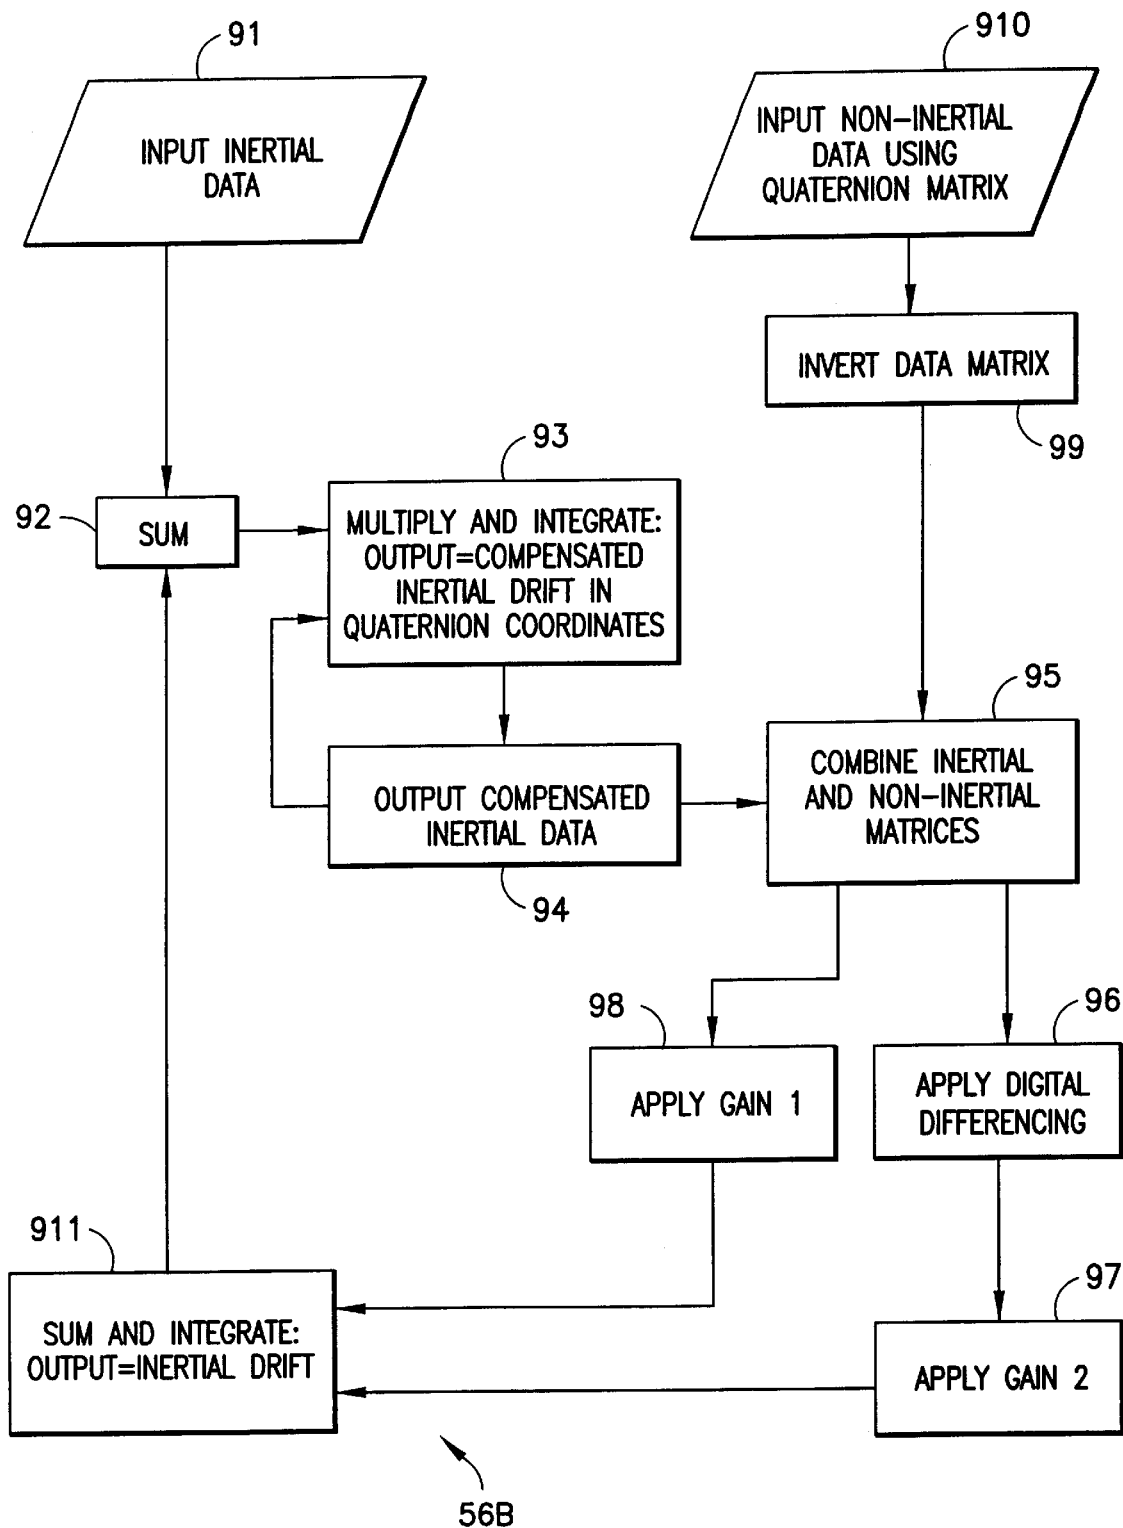 91
INPUT INERTIAL
DATA
910
INPUT NON-INERTIAL
DATA USING
QUATERNION MATRIX
INVERT DATA MATRIX
99
92
SUM
93
MULTIPLY AND INTEGRATE:
OUTPUT=COMPENSATED
INERTIAL DRIFT IN
QUATERNION COORDINATES
OUTPUT COMPENSATED
INERTIAL DATA
94
95
COMBINE INERTIAL
AND NON-INERTIAL
MATRICES
98
APPLY GAIN 1
96
APPLY DIGITAL
DIFFERENCING
911
SUM AND INTEGRATE:
OUTPUT=INERTIAL DRIFT
97
APPLY GAIN 2
56B